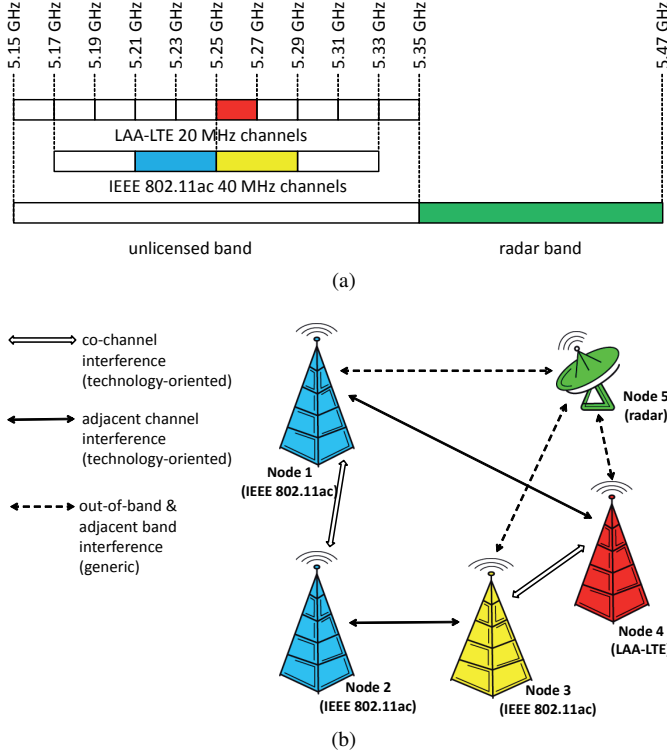 5.15 GHz
5.17 GHz
5.19 GHz
5.21 GHz
5.23 GHz
5.25 GHz
5.27 GHz
5.29 GHz
5.31 GHz
5.33 GHz
5.35 GHz
5.47 GHz
LAA-LTE 20 MHz channels
IEEE 802.11ac 40 MHz channels
unlicensed band
radar band
(a)
co-channel
interference
(technology-oriented)
adjacent channel
interference
(technology-oriented)
out-of-band &
adjacent band
interference
(generic)
Node 1
(IEEE 802.11ac)
Node 5
(radar)
Node 2
(IEEE 802.11ac)
Node 3
(IEEE 802.11ac)
Node 4
(LAA-LTE)
(b)